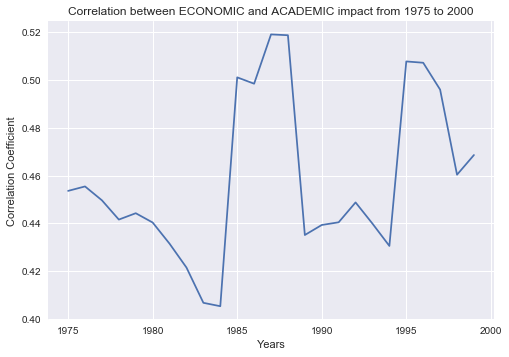 Correlation between ECONOMIC and ACADEMIC impact from 1975 to 2000
0.52
0.50
0.48
0.46
0.44
0.42
0.40
Correlation Coefficient
1975 1980 1985 1990 1995 2000
Years